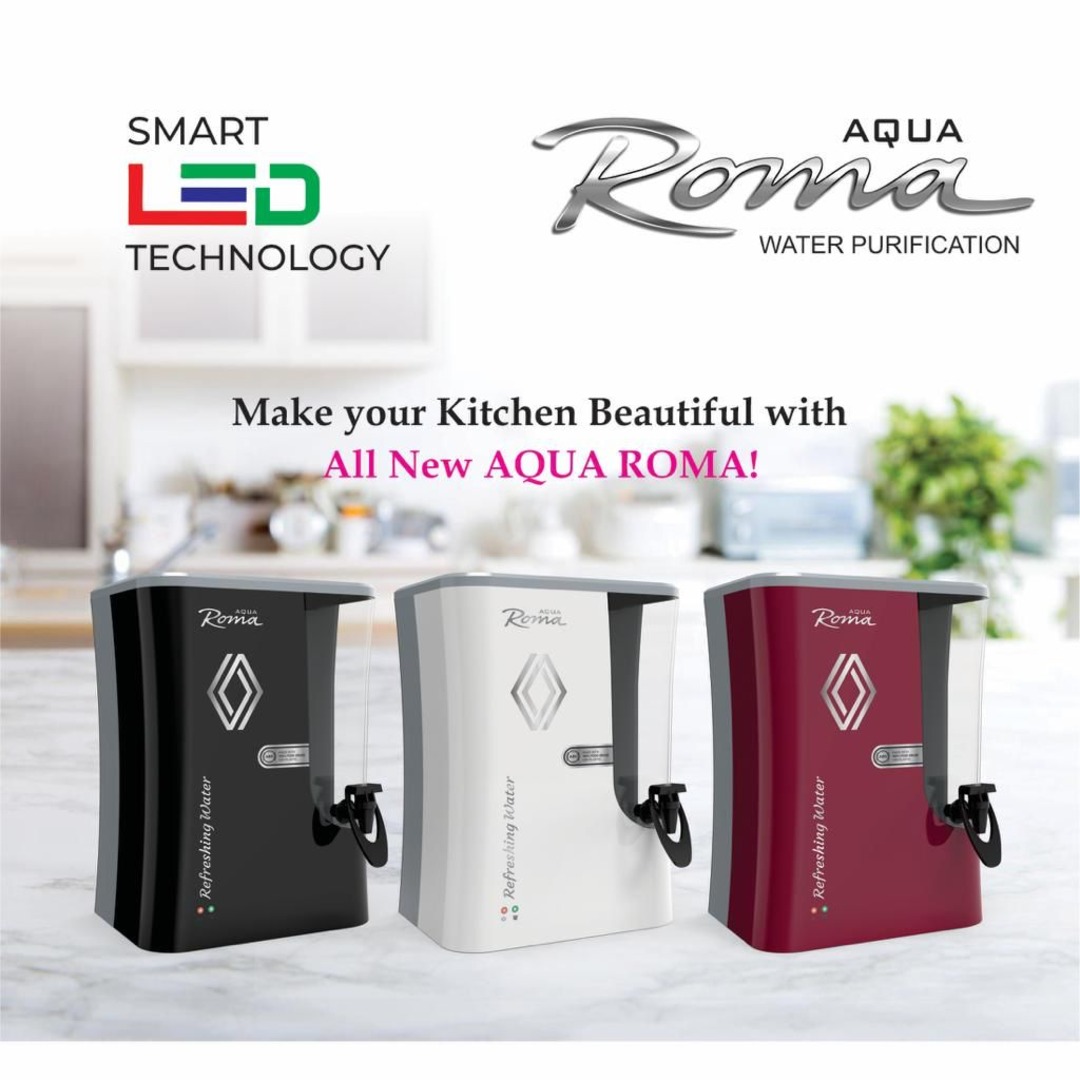 SMART
LED
TECHNOLOGY
AQUA
Roma
WATER PURIFICATION
Make your Kitchen Beautiful with
All New AQUA ROMA!
AQUA
Roma
Refreshing Water
AQUA
Roma
Refreshing Water
AQUA
Roma
Refreshing Water